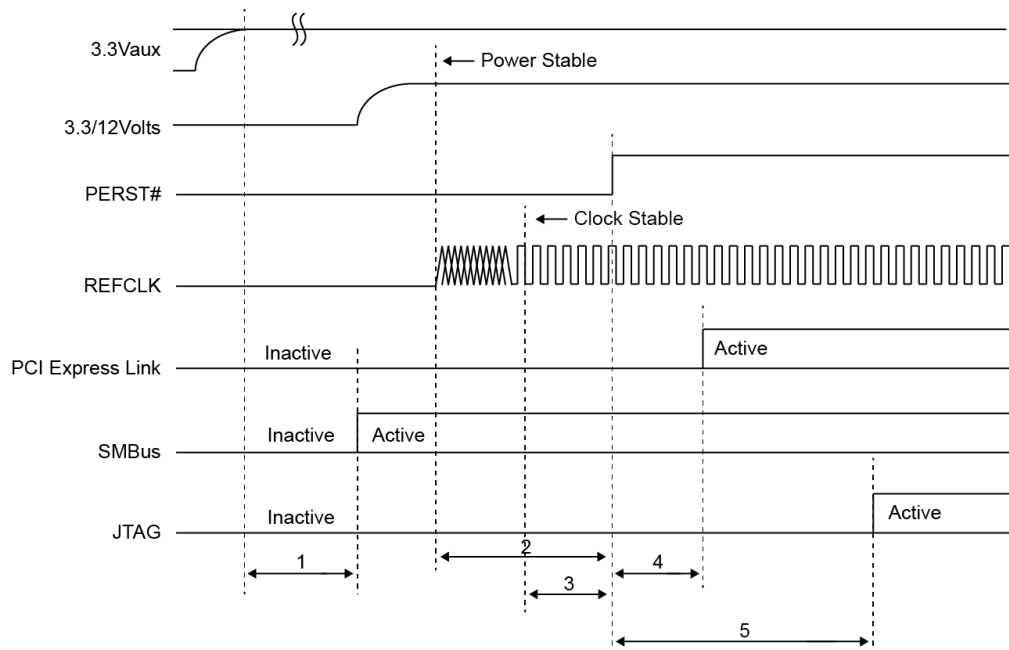 3.3Vaux
← Power Stable
3.3/12Volts
PERST#
← Clock Stable
REFCLK
PCI Express Link
Inactive
Active
SMBus
Inactive
Active
JTAG
Inactive
Active
1
2
3
4
5